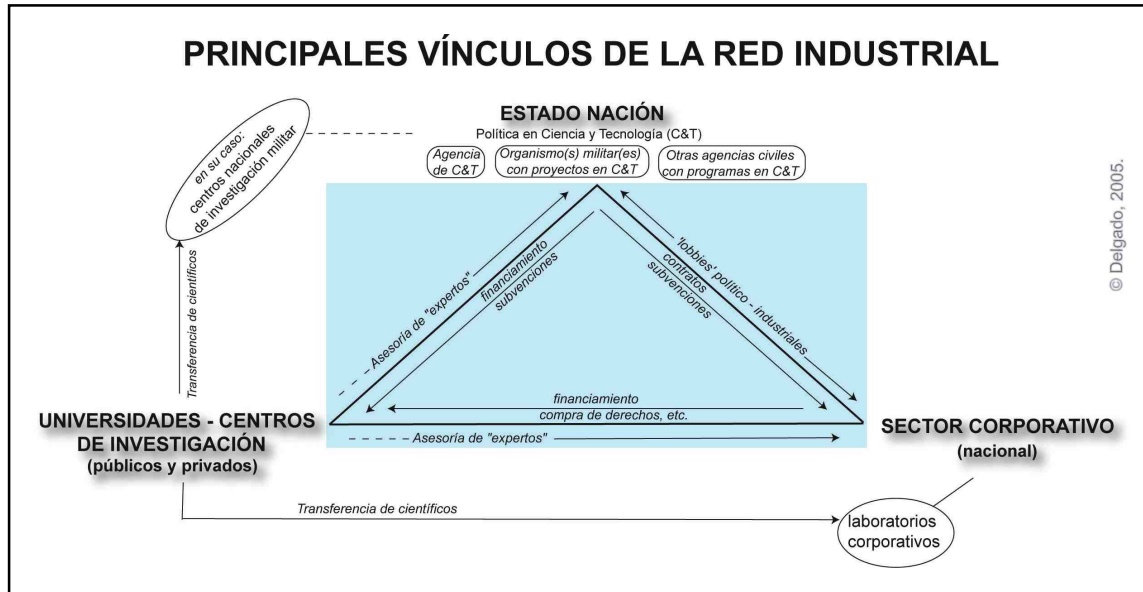 PRINCIPALES VÍNCULOS DE LA RED INDUSTRIAL
ESTADO NACIÓN
Política en Ciencia y Tecnología (C&T)
Agencia
de C&T
Organismo(s) militar(es)
con proyectos en C&T
Otras agencias civiles
con programas en C&T
en su caso:
centros nacionales
de investigación militar
© Delgado, 2005.
Transferencia de científicos
Asesoría de "expertos"
financiamiento
subvenciones
'lobbies' político - industriales
contratos
subvenciones
financiamiento
compra de derechos, etc.
Asesoría de "expertos"
UNIVERSIDADES - CENTROS
DE INVESTIGACIÓN
(públicos y privados)
SECTOR CORPORATIVO
(nacional)
Transferencia de científicos
laboratorios
corporativos